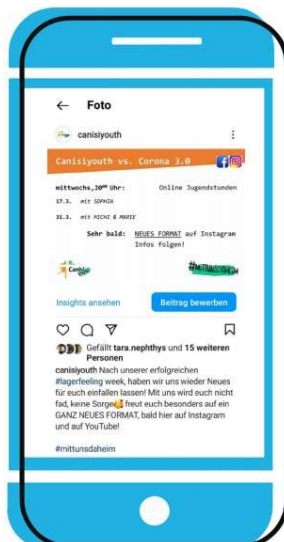 ← Foto
canisiyouth
Canisiyouth vs. Corona 3.0
mittwochs,20⁰⁰ Uhr: Online Jugendstunden
17.3. mit SOPHIA
31.3. mit MICHI & MARIE
Sehr bald: NEUES FORMAT auf Instagram
Infos folgen!
Canisi
#MITTUNSDAHEIM
Insights ansehen Beitrag bewerben
Gefällt tara.nephthys und 15 weiteren
Personen
canisiyouth Nach unserer erfolgreichen
#lagerfeeling week, haben wir uns wieder Neues
für euch einfallen lassen! Mit uns wird euch nicht
fad, keine Sorge🥰 freut euch besonders auf ein
GANZ NEUES FORMAT, bald hier auf Instagram
und auf YouTube!
#mittunsdaheim